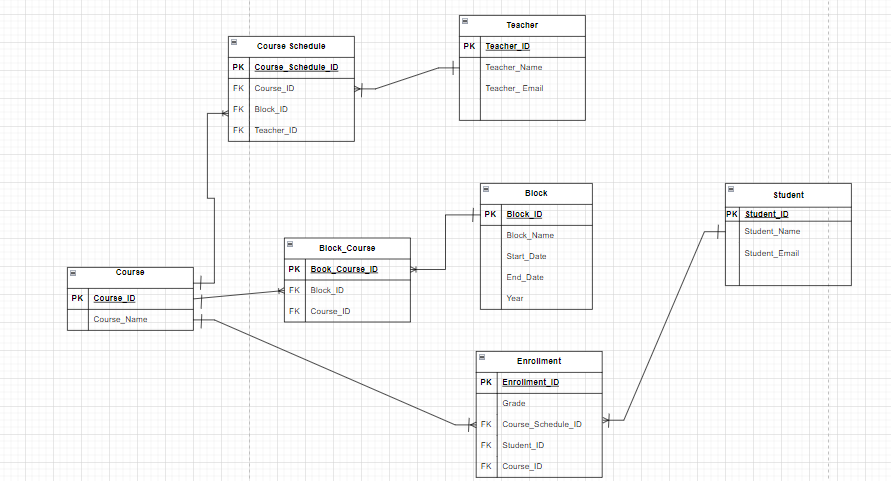 Teacher
PK Teacher_ID
Teacher_Name
Teacher_ Email
Course Schedule
PK Course_Schedule_ID
FK Course_ID
FK Block_ID
FK Teacher_ID
Block
PK Block_ID
Block_Name
Start_Date
End_Date
Year
Student
PK Student_ID
Student_Name
Student_Email
Block_Course
PK Book_Course_ID
FK Block_ID
FK Course_ID
Course
PK Course_ID
Course_Name
Enrollment
PK Enrollment_ID
Grade
FK Course_Schedule_ID
FK Student_ID
FK Course_ID